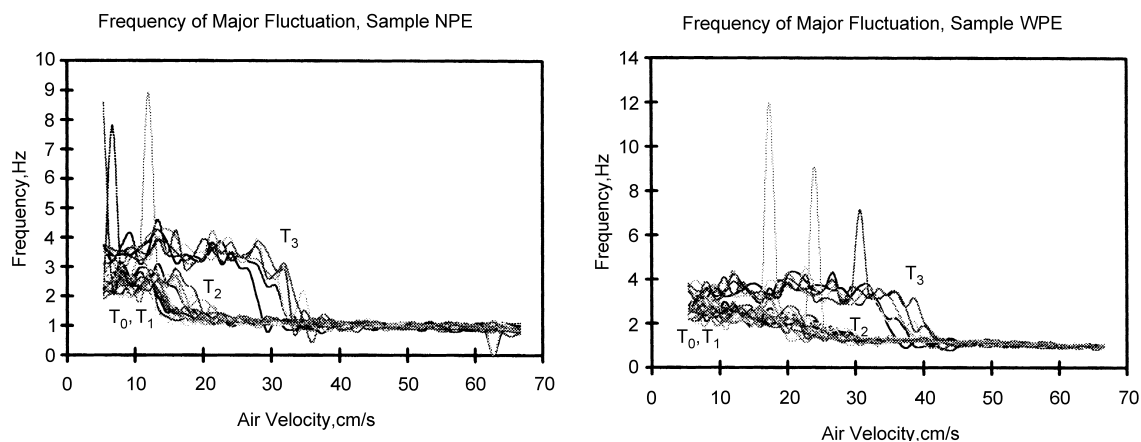 Frequency of Major Fluctuation, Sample NPE
10
9
8
7
6
5
4
3
2
1
0
Frequency,Hz
T3
T2
T0, T1
0 10 20 30 40 50 60 70
Air Velocity,cm/s
Frequency of Major Fluctuation, Sample WPE
14
12
10
8
6
4
2
0
Frequency,Hz
T3
T2
T0,T1
0 10 20 30 40 50 60 70
Air Velocity,cm/s